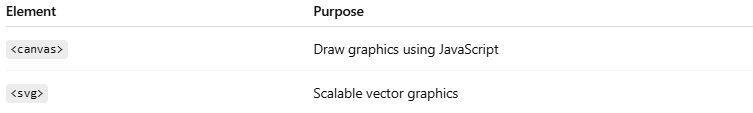 Element Purpose
<canvas> Draw graphics using JavaScript
<svg> Scalable vector graphics